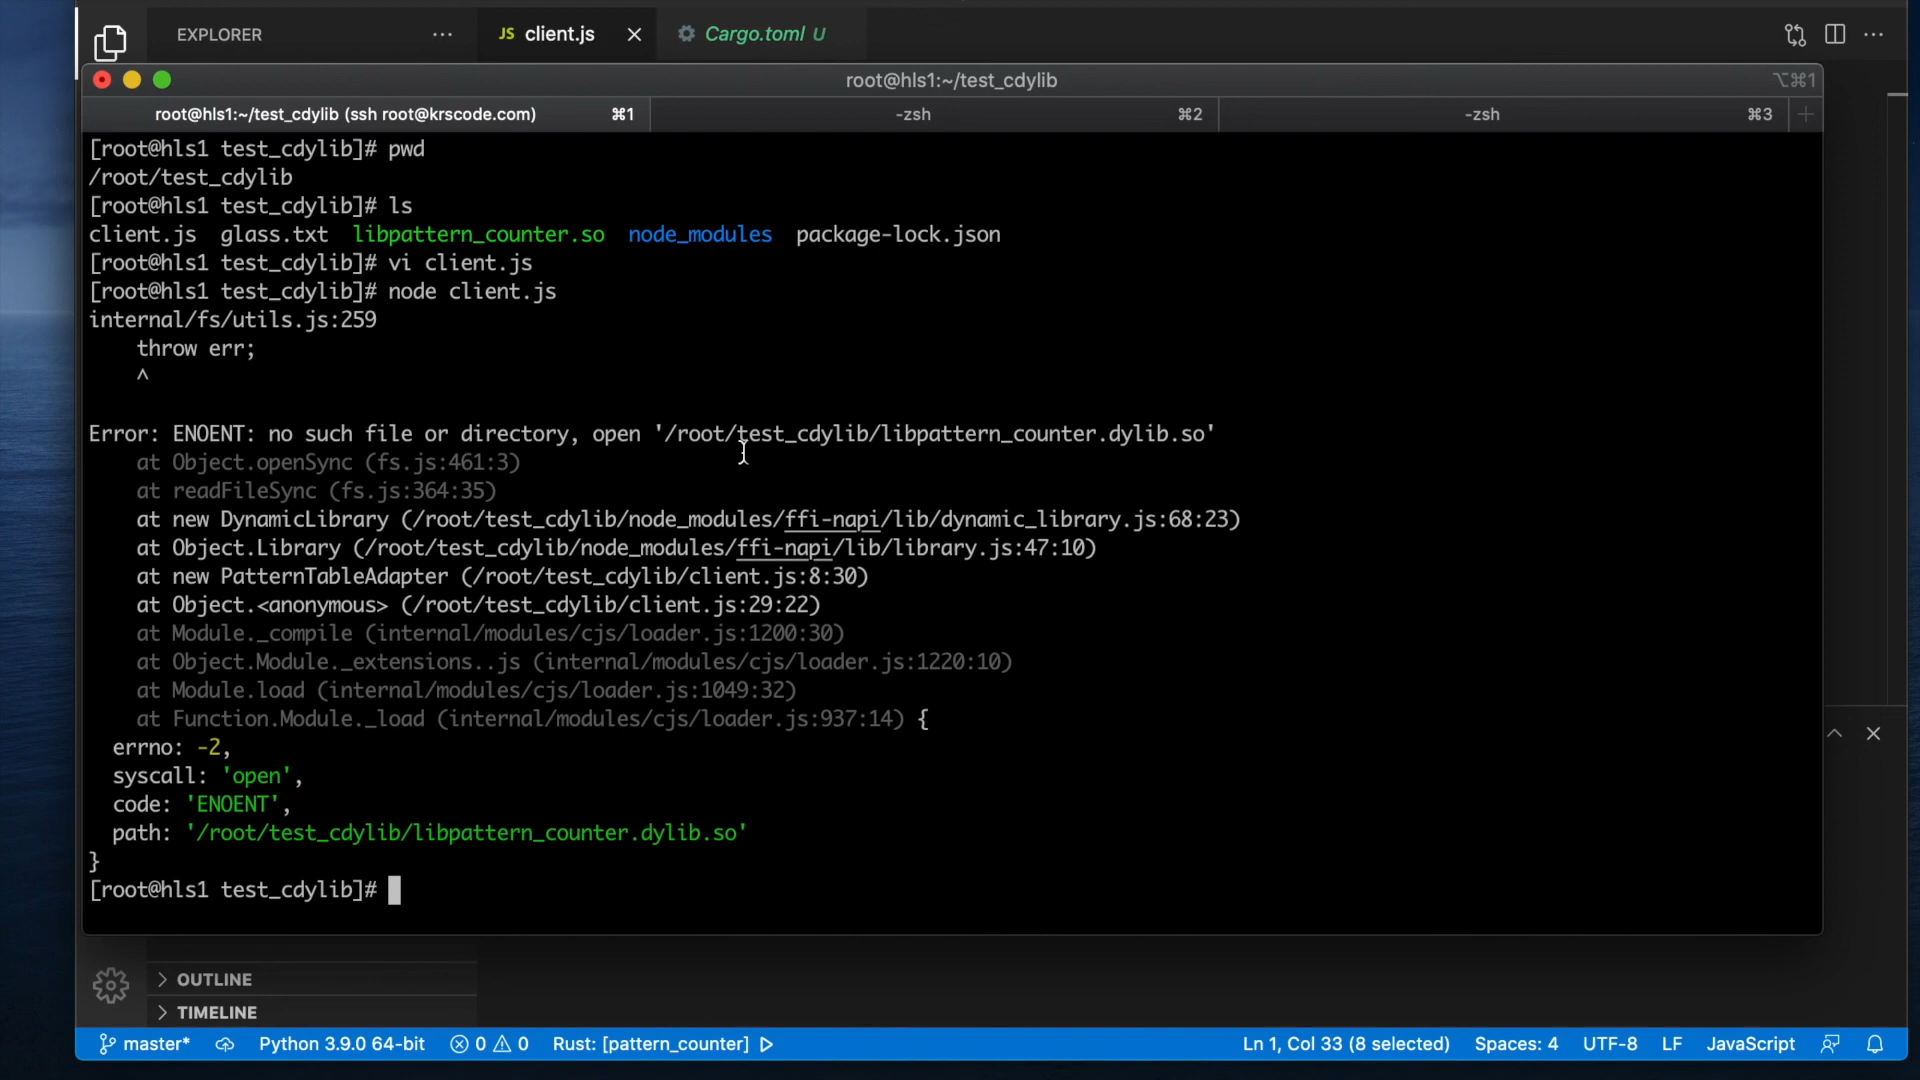 EXPLORER ... JS client.js Cargo.toml U ...
root@hls1:~/test_cdylib ⌥⌘1
root@hls1:~/test_cdylib (ssh root@krscode.com) ⌘1 -zsh ⌘2 -zsh ⌘3 +
[root@hls1 test_cdylib]# pwd
/root/test_cdylib
[root@hls1 test_cdylib]# ls
client.js  glass.txt  libpattern_counter.so  node_modules  package-lock.json
[root@hls1 test_cdylib]# vi client.js
[root@hls1 test_cdylib]# node client.js
internal/fs/utils.js:259
    throw err;
    ^
Error: ENOENT: no such file or directory, open '/root/test_cdylib/libpattern_counter.dylib.so'
    at Object.openSync (fs.js:461:3)
    at readFileSync (fs.js:364:35)
    at new DynamicLibrary (/root/test_cdylib/node_modules/ffi-napi/lib/dynamic_library.js:68:23)
    at Object.Library (/root/test_cdylib/node_modules/ffi-napi/lib/library.js:47:10)
    at new PatternTableAdapter (/root/test_cdylib/client.js:8:30)
    at Object.<anonymous> (/root/test_cdylib/client.js:29:22)
    at Module._compile (internal/modules/cjs/loader.js:1200:30)
    at Object.Module._extensions..js (internal/modules/cjs/loader.js:1220:10)
    at Module.load (internal/modules/cjs/loader.js:1049:32)
    at Function.Module._load (internal/modules/cjs/loader.js:937:14) {
  errno: -2,
  syscall: 'open',
  code: 'ENOENT',
  path: '/root/test_cdylib/libpattern_counter.dylib.so'
}
[root@hls1 test_cdylib]#
OUTLINE
TIMELINE
master* Python 3.9.0 64-bit 0 0 Rust: [pattern_counter] Ln 1, Col 33 (8 selected) Spaces: 4 UTF-8 LF JavaScript